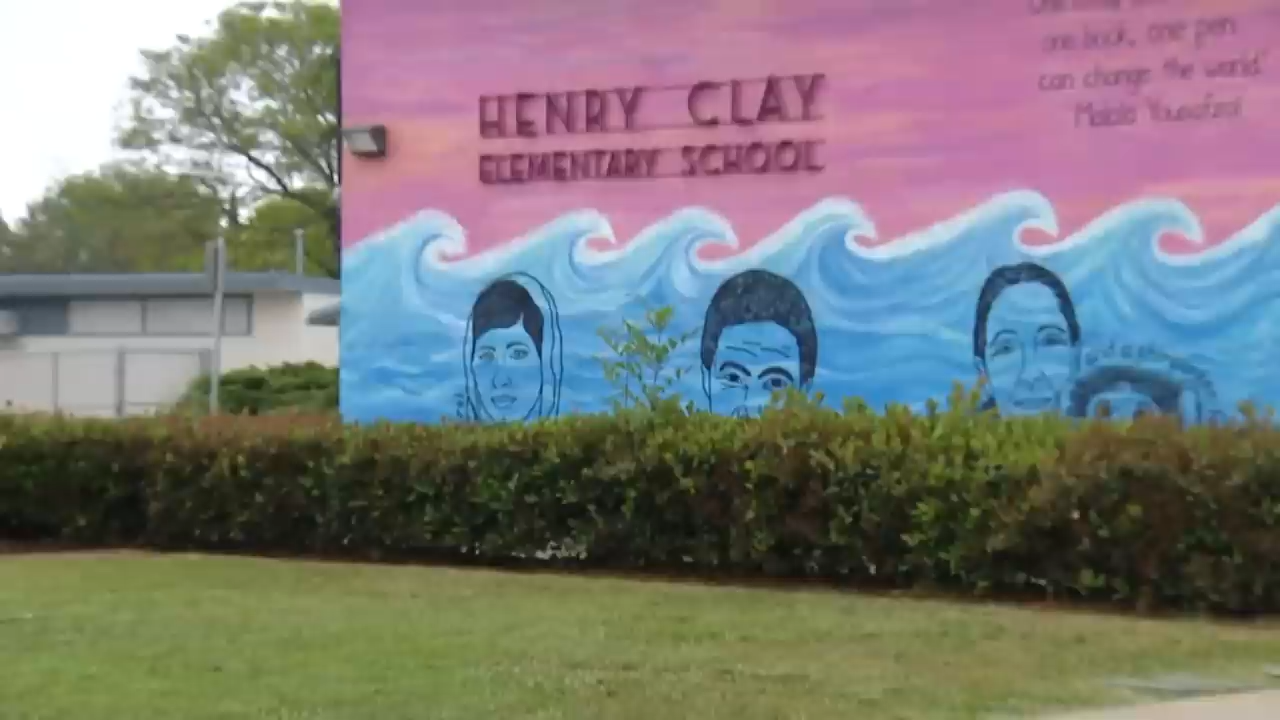 HENRY CLAY
ELEMENTARY SCHOOL
one book, one pen
can change the world."
Malala Yousafzai